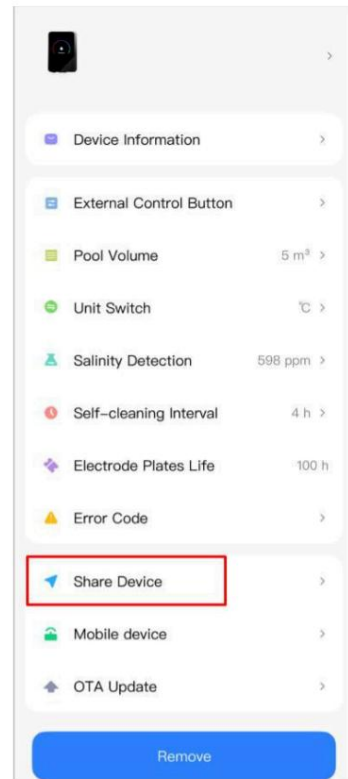 Device Information
External Control Button
Pool Volume 5 m³
Unit Switch ℃
Salinity Detection 598 ppm
Self-cleaning Interval 4 h
Electrode Plates Life 100 h
Error Code
Share Device
Mobile device
OTA Update
Remove